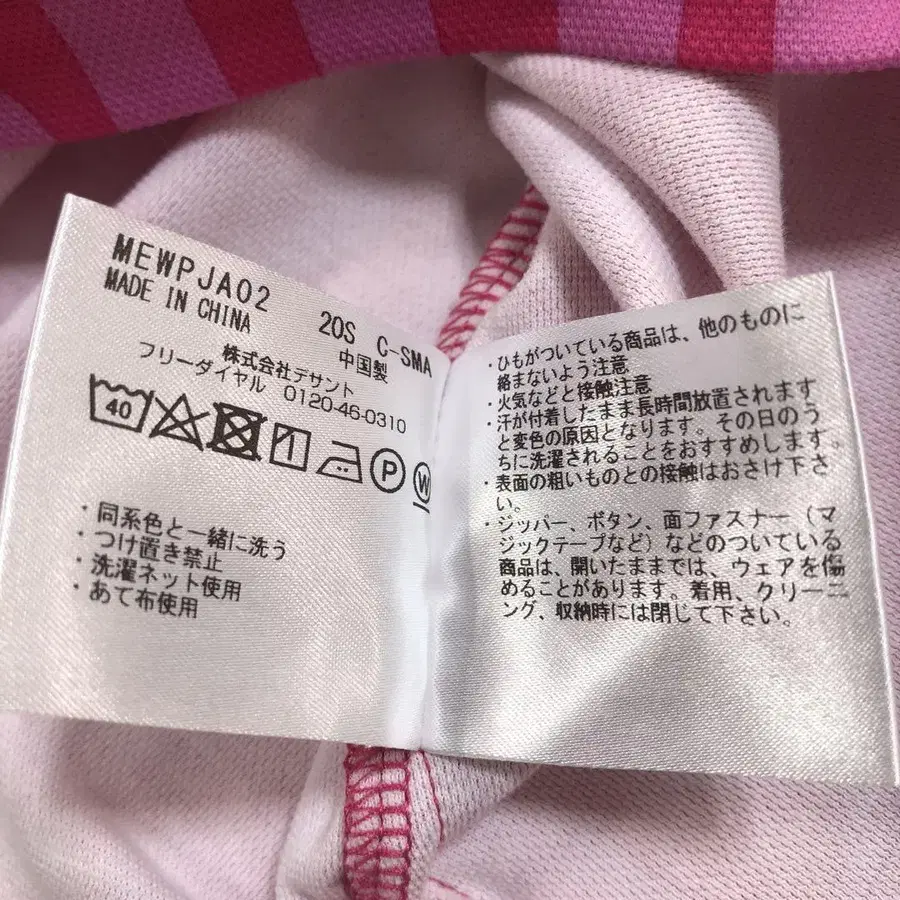 MEWPJA02
20S C-SMA
MADE IN CHINA
中国製
株式会社デサント
フリーダイヤル 0120-46-0310
40
P
W
・同系色と一緒に洗う
・つけ置き禁止
・洗濯ネット使用
・あて布使用
・ひもがついている商品は、他のものに
絡まないよう注意
・火気などと接触注意
・汗が付着したまま長時間放置されます
と変色の原因となります。その日のう
ちに洗濯されることをおすすめします。
・表面の粗いものとの接触はおさけ下さ
い。
・ジッパー、ボタン、面ファスナー（マ
ジックテープなど）などのついている
商品は、開いたままでは、ウェアを傷
めることがあります。着用、クリーニ
ング、収納時には閉じて下さい。